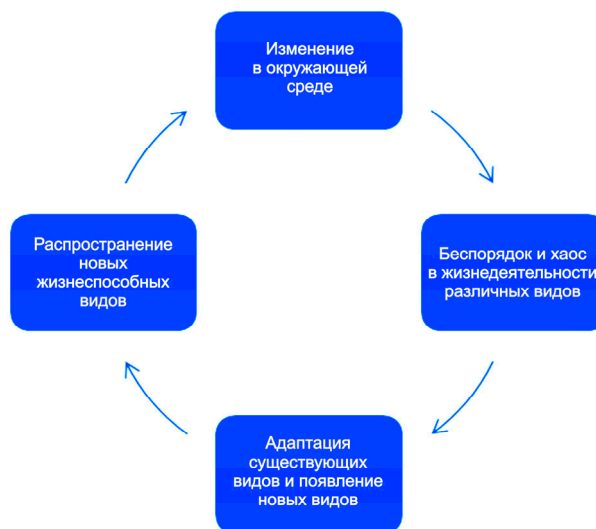 Изменение
в окружающей
среде
Беспорядок и хаос
в жизнедеятельности
различных видов
Адаптация
существующих
видов и появление
новых видов
Распространение
новых
жизнеспособных
видов